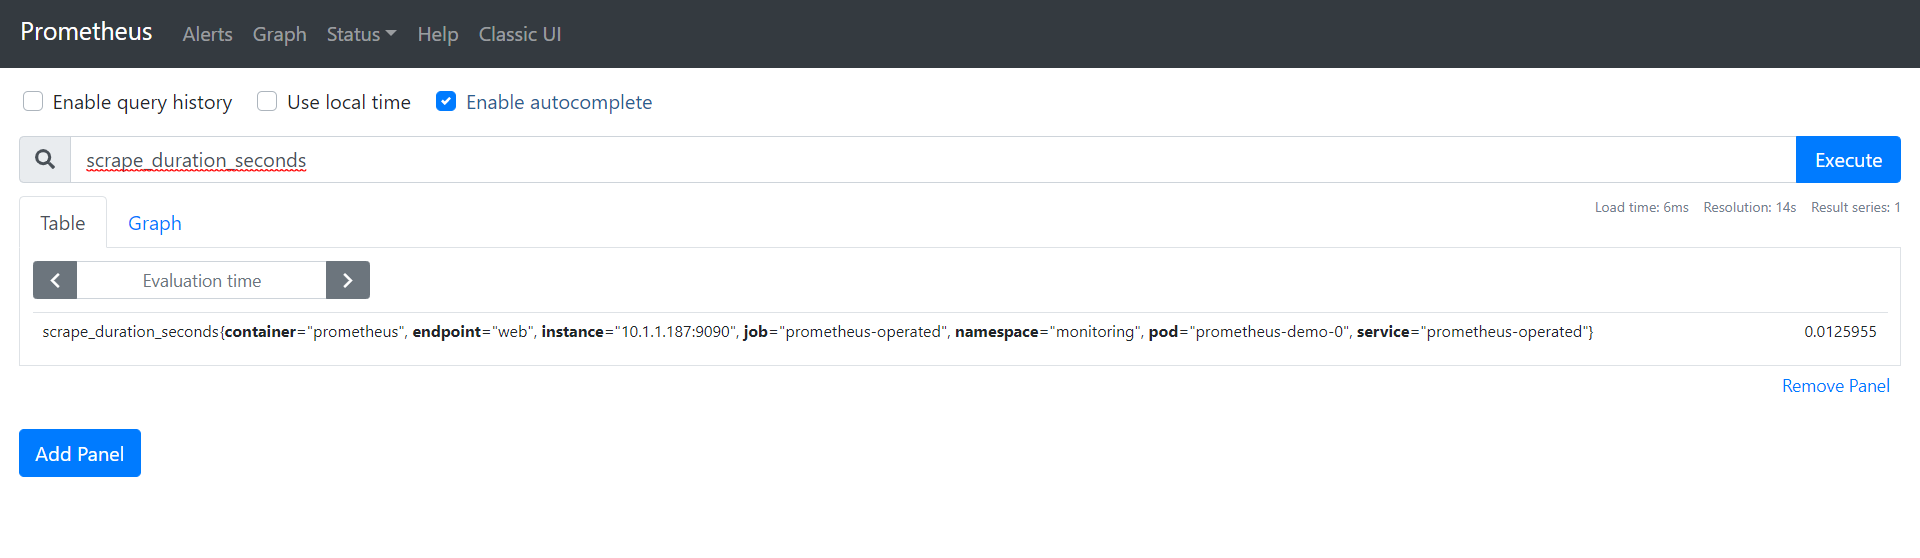 Prometheus Alerts Graph Status Help Classic UI
Enable query history Use local time Enable autocomplete
scrape_duration_seconds Execute
Table Graph Load time: 6ms Resolution: 14s Result series: 1
Evaluation time
scrape_duration_seconds{container="prometheus", endpoint="web", instance="10.1.1.187:9090", job="prometheus-operated", namespace="monitoring", pod="prometheus-demo-0", service="prometheus-operated"} 0.0125955
Remove Panel
Add Panel